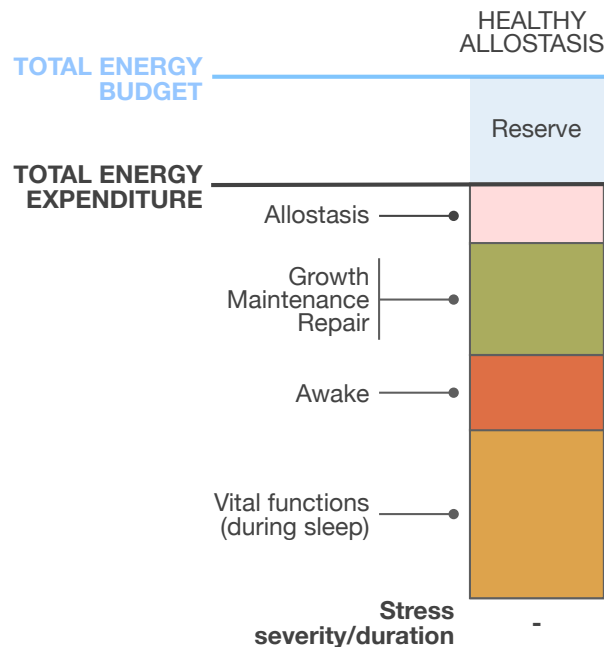 HEALTHY
ALLOSTASIS
TOTAL ENERGY
BUDGET
Reserve
TOTAL ENERGY
EXPENDITURE
Allostasis
Growth
Maintenance
Repair
Awake
Vital functions
(during sleep)
Stress
severity/duration
-